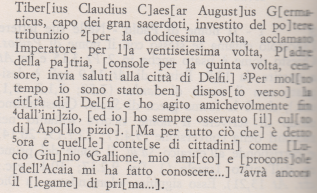 Tiber[ius Claudius C]aes[ar August]us G[erma-
nicus, capo dei gran sacerdoti, investito del po]tere
tribunizio ²[per la dodicesima volta, acclamato
Imperatore per l]a ventiseiesima volta, P[adre
della pa]tria, [console per la quinta volta, cen-
sore, invia saluti alla città di Delfi.] ³Per mol[to
tempo io sono stato ben] dispos[to verso] la
cit[tà di] Del[fi e ho agito amichevolmente fin
⁴dall'ini]zio, [ed io] ho sempre osservato [il] cul[to
di] Apo[llo pizio]. [Ma per tutto ciò che] è detto
⁵ora e quel[le] conte[se di cittadini] come [Lu-
cio Giu]nio ⁶Gallione, mio ami[co] e [procons]ole
[dell'Acaia mi ha fatto conoscere...] ⁷avrà ancora
il [legame] di pri[ma...].